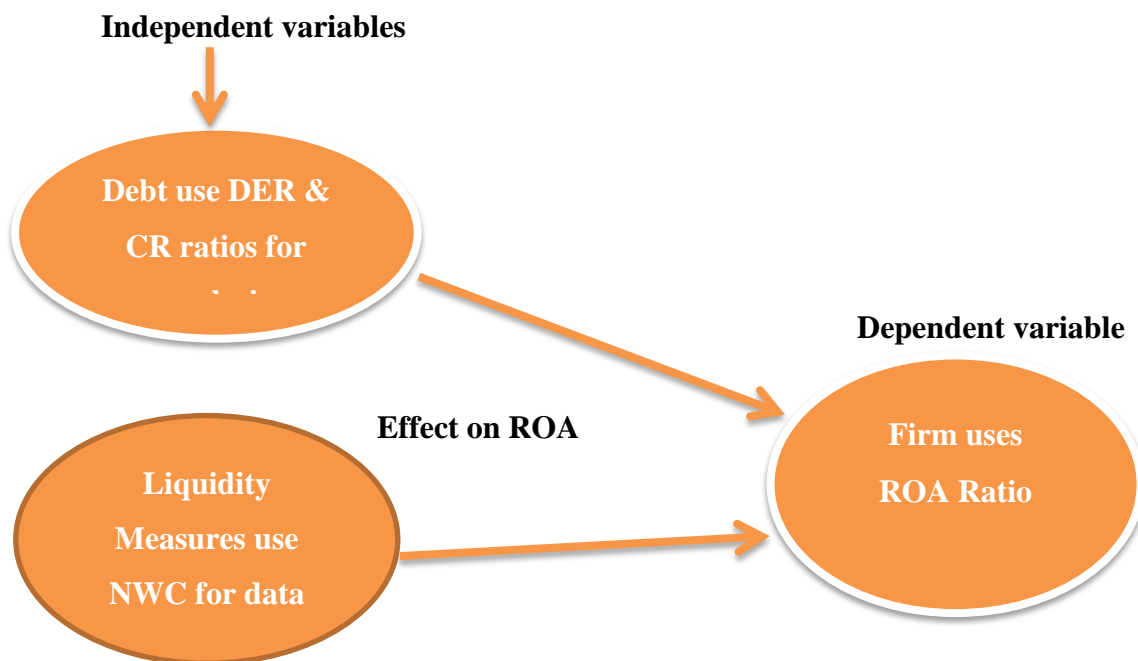 Independent variables
Debt use DER &
CR ratios for
Dependent variable
Effect on ROA
Firm uses
ROA Ratio
Liquidity
Measures use
NWC for data